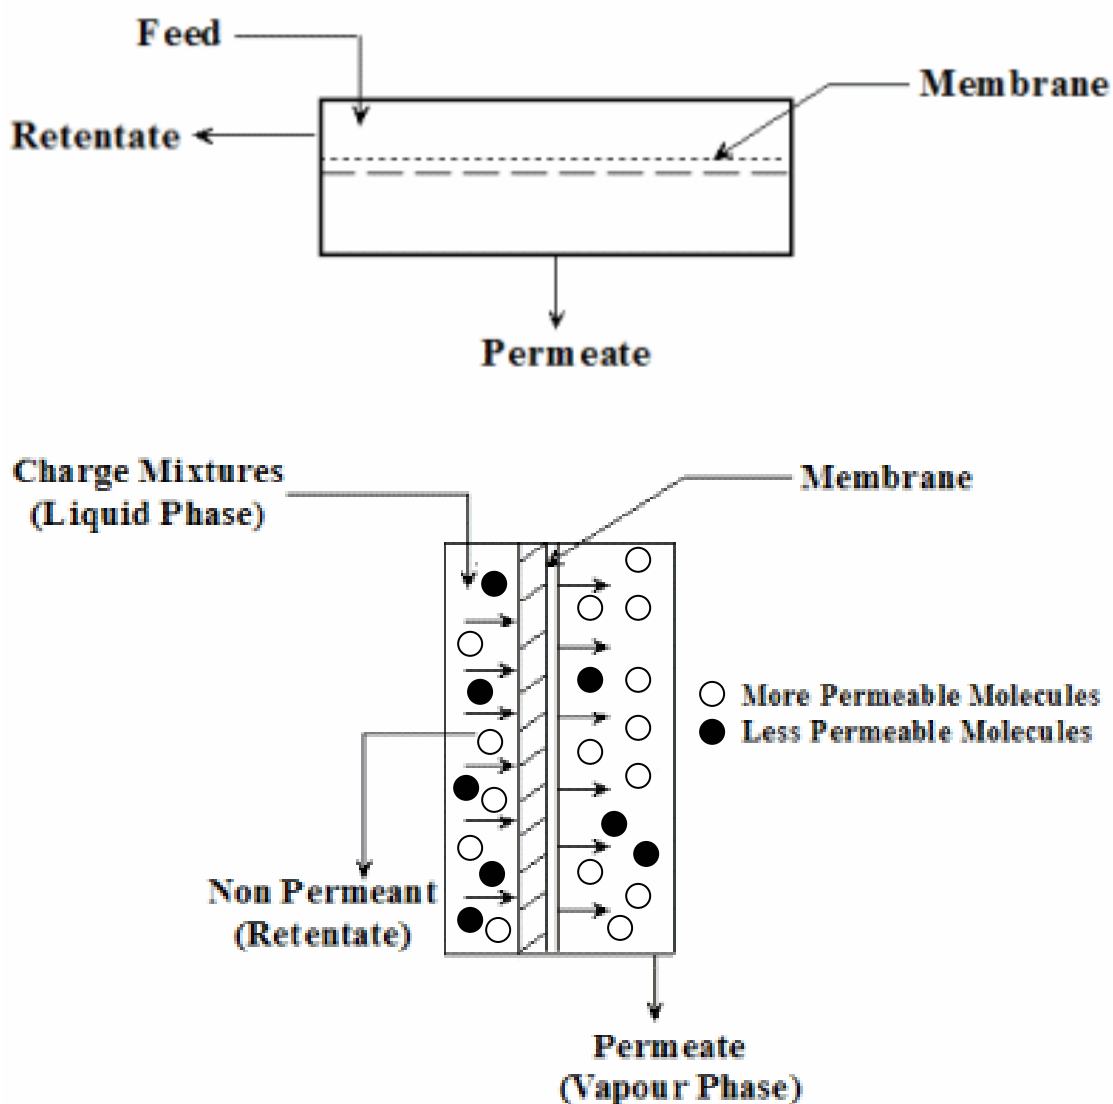 Feed
Membrane
Retentate
Permeate
Charge Mixtures
(Liquid Phase)
Membrane
More Permeable Molecules
Less Permeable Molecules
Non Permeant
(Retentate)
Permeate
(Vapour Phase)